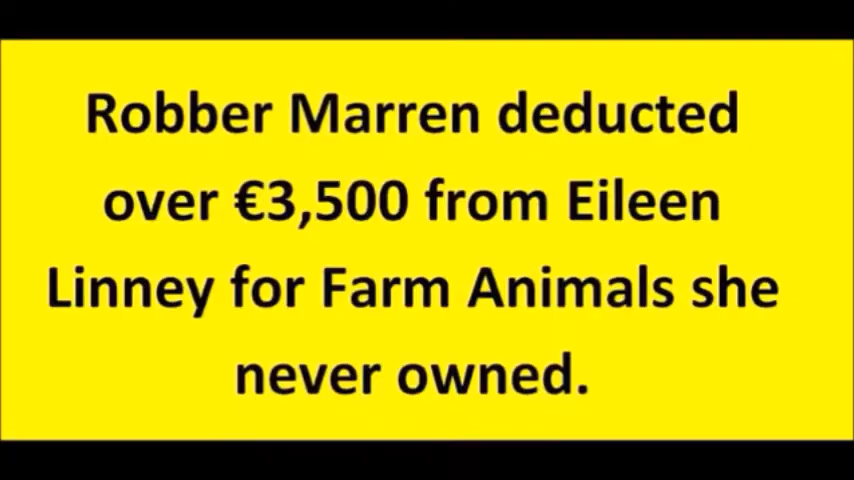 Robber Marren deducted
over €3,500 from Eileen
Linney for Farm Animals she
never owned.